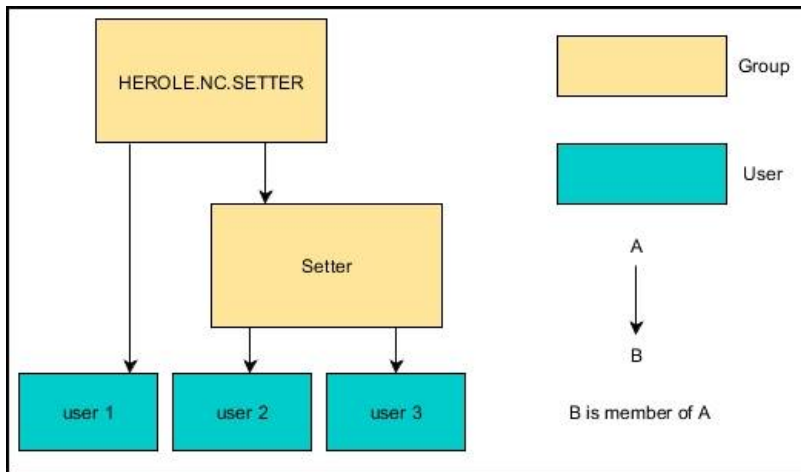 HEROLE.NC.SETTER
Setter
user 1
user 2
user 3
Group
User
A
B
B is member of A